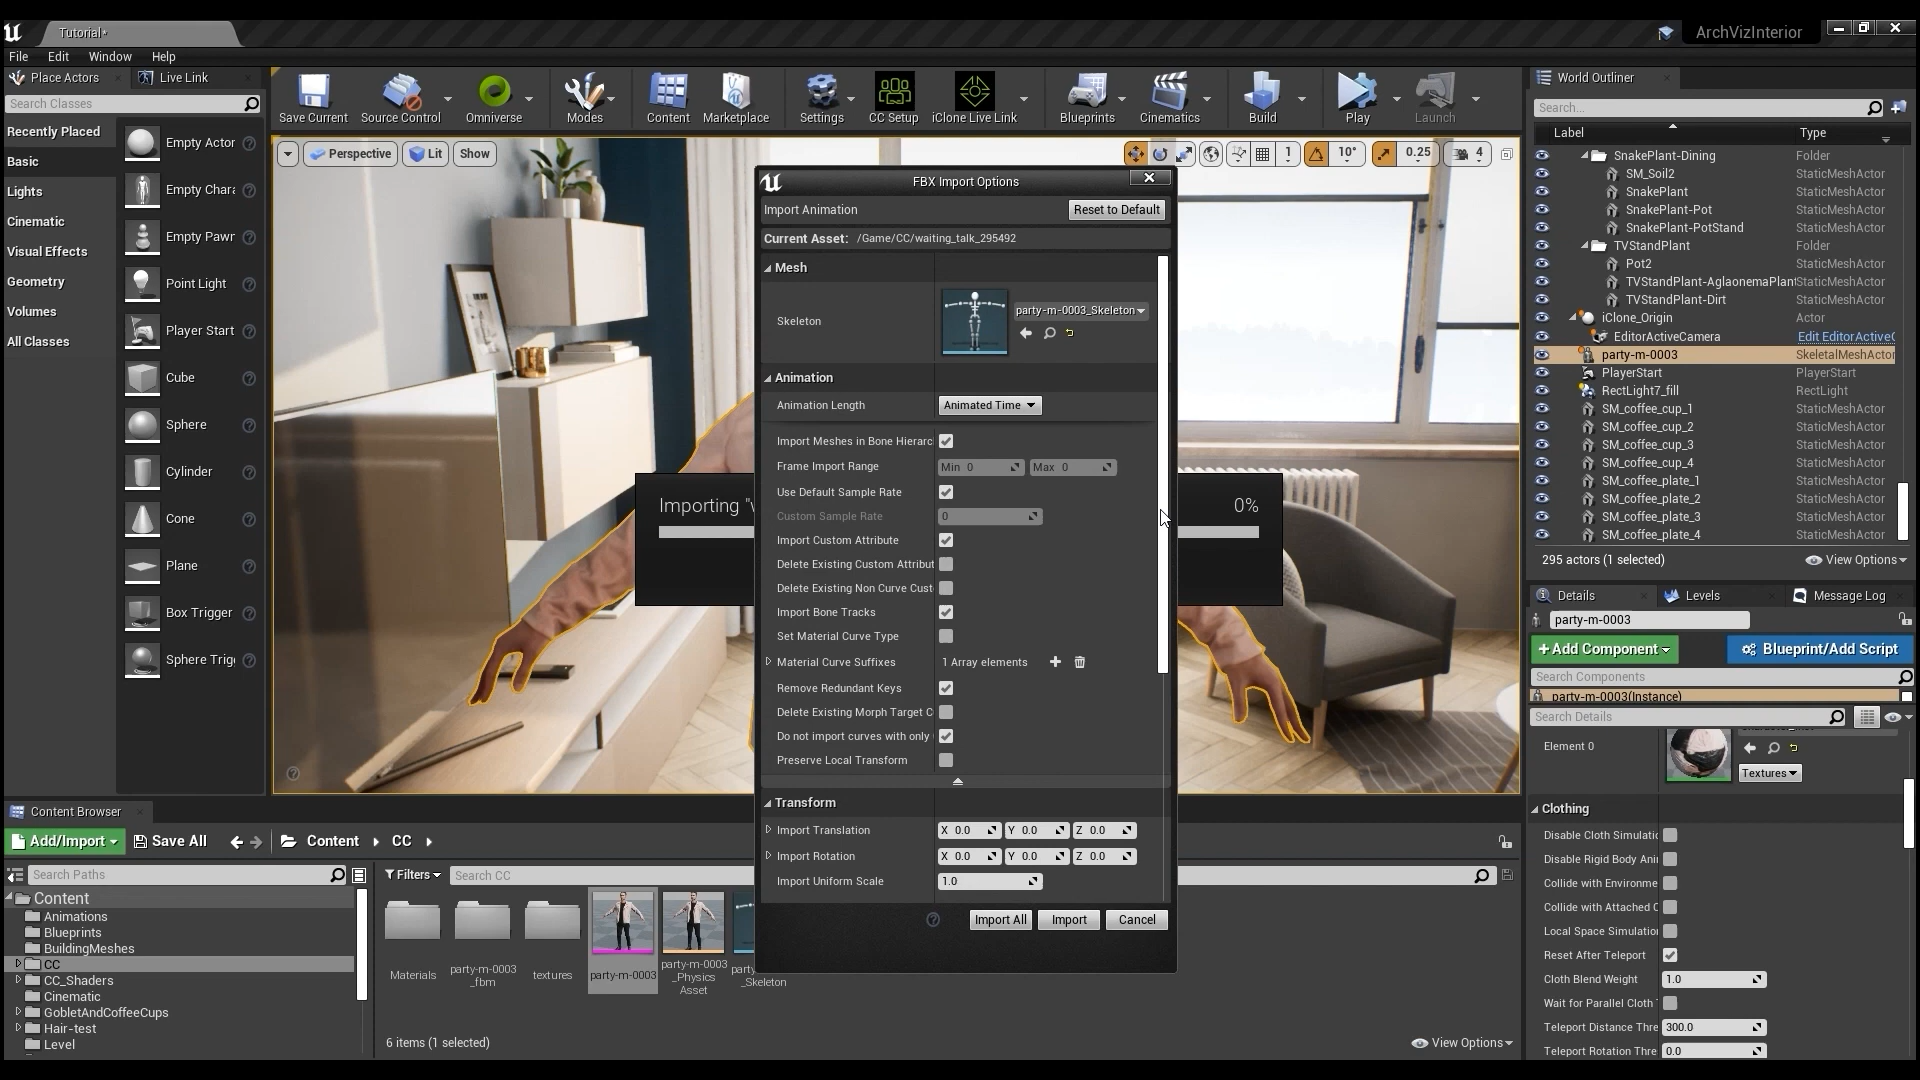 Tutorial*
ArchVizInterior
File Edit Window Help
Place Actors
Live Link
Search Classes
Recently Placed
Basic
Lights
Cinematic
Visual Effects
Geometry
Volumes
All Classes
Empty Actor
Empty Chara
Empty Pawn
Point Light
Player Start
Cube
Sphere
Cylinder
Cone
Plane
Box Trigger
Sphere Trig
Save Current
Source Control
Omniverse
Modes
Content
Marketplace
Settings
CC Setup
iClone Live Link
Blueprints
Cinematics
Build
Play
Launch
Perspective
Lit
Show
1
10°
0.25
4
Importing "
0%
FBX Import Options
Import Animation
Reset to Default
Current Asset: /Game/CC/waiting_talk_295492
Mesh
Skeleton
party-m-0003_Skeleton
Animation
Animation Length
Animated Time
Import Meshes in Bone Hierarc
Frame Import Range
Min 0
Max 0
Use Default Sample Rate
Custom Sample Rate
0
Import Custom Attribute
Delete Existing Custom Attribut
Delete Existing Non Curve Cust
Import Bone Tracks
Set Material Curve Type
Material Curve Suffixes
1 Array elements
Remove Redundant Keys
Delete Existing Morph Target C
Do not import curves with only
Preserve Local Transform
Transform
Import Translation
X 0.0 Y 0.0 Z 0.0
Import Rotation
X 0.0 Y 0.0 Z 0.0
Import Uniform Scale
1.0
Import All
Import
Cancel
World Outliner
Search...
Label
Type
SnakePlant-Dining Folder
SM_Soil2 StaticMeshActor
SnakePlant StaticMeshActor
SnakePlant-Pot StaticMeshActor
SnakePlant-PotStand StaticMeshActor
TVStandPlant Folder
Pot2 StaticMeshActor
TVStandPlant-AglaonemaPlant StaticMeshActor
TVStandPlant-Dirt StaticMeshActor
iClone_Origin Actor
EditorActiveCamera Edit EditorActiveC
party-m-0003 SkeletalMeshActor
PlayerStart PlayerStart
RectLight7_fill RectLight
SM_coffee_cup_1 StaticMeshActor
SM_coffee_cup_2 StaticMeshActor
SM_coffee_cup_3 StaticMeshActor
SM_coffee_cup_4 StaticMeshActor
SM_coffee_plate_1 StaticMeshActor
SM_coffee_plate_2 StaticMeshActor
SM_coffee_plate_3 StaticMeshActor
SM_coffee_plate_4 StaticMeshActor
295 actors (1 selected)
View Options
Details
Levels
Message Log
party-m-0003
+Add Component
Blueprint/Add Script
Search Components
party-m-0003(Instance)
Search Details
Element 0
Textures
Clothing
Disable Cloth Simulatic
Disable Rigid Body Ani
Collide with Environme
Collide with Attached C
Local Space Simulation
Reset After Teleport
Cloth Blend Weight
1.0
Wait for Parallel Cloth
Teleport Distance Thre
300.0
Teleport Rotation Thre
0.0
Content Browser
Add/Import
Save All
Content
CC
Search Paths
Filters
Search CC
Content
Animations
Blueprints
BuildingMeshes
CC
CC_Shaders
Cinematic
GobletAndCoffeeCups
Hair-test
Level
Materials
party-m-0003
_fbm
textures
party-m-0003
party-m-0003
_Physics
Asset
party
_Skeleton
6 items (1 selected)
View Options